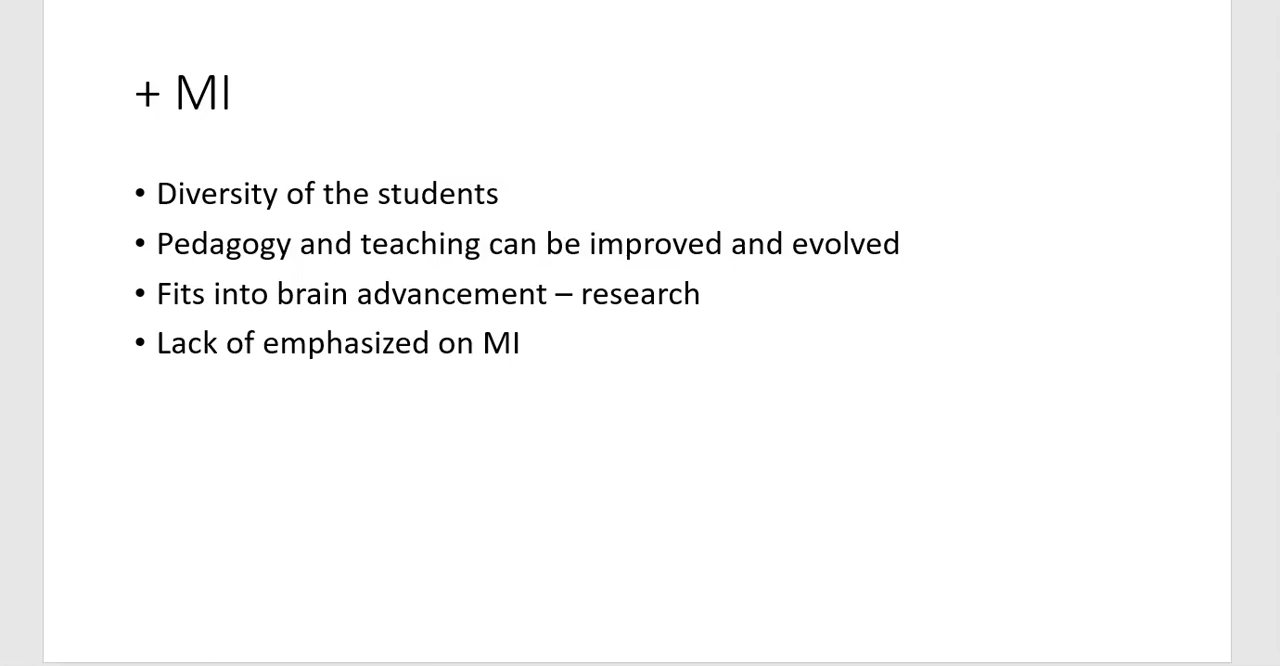 + MI
• Diversity of the students
• Pedagogy and teaching can be improved and evolved
• Fits into brain advancement – research
• Lack of emphasized on MI